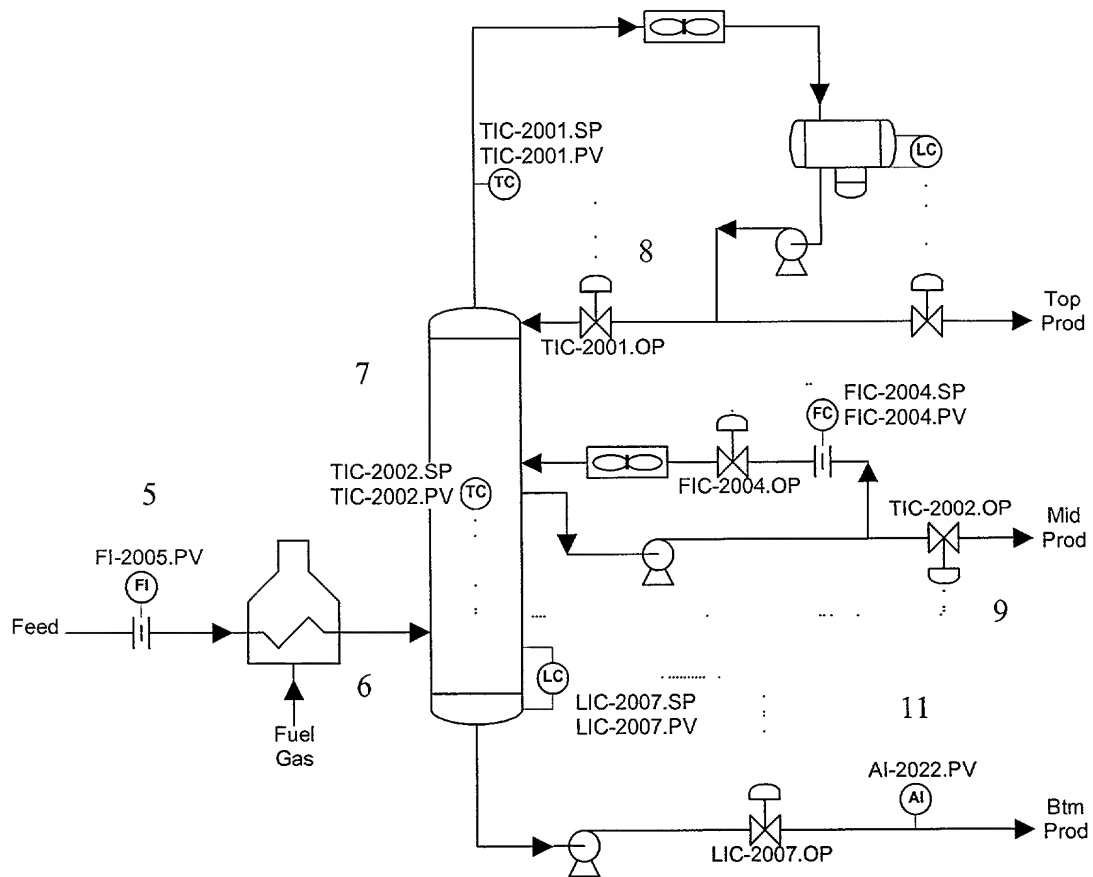 TIC-2001.SP
TIC-2001.PV
TC
LC
8
TIC-2001.OP
Top
Prod
7
FIC-2004.SP
FIC-2004.PV
FC
TIC-2002.SP
TIC-2002.PV
TC
FIC-2004.OP
5
TIC-2002.OP
Mid
Prod
FI-2005.PV
FI
9
Feed
6
LC
LIC-2007.SP
LIC-2007.PV
11
Fuel
Gas
AI-2022.PV
AI
Btm
Prod
LIC-2007.OP